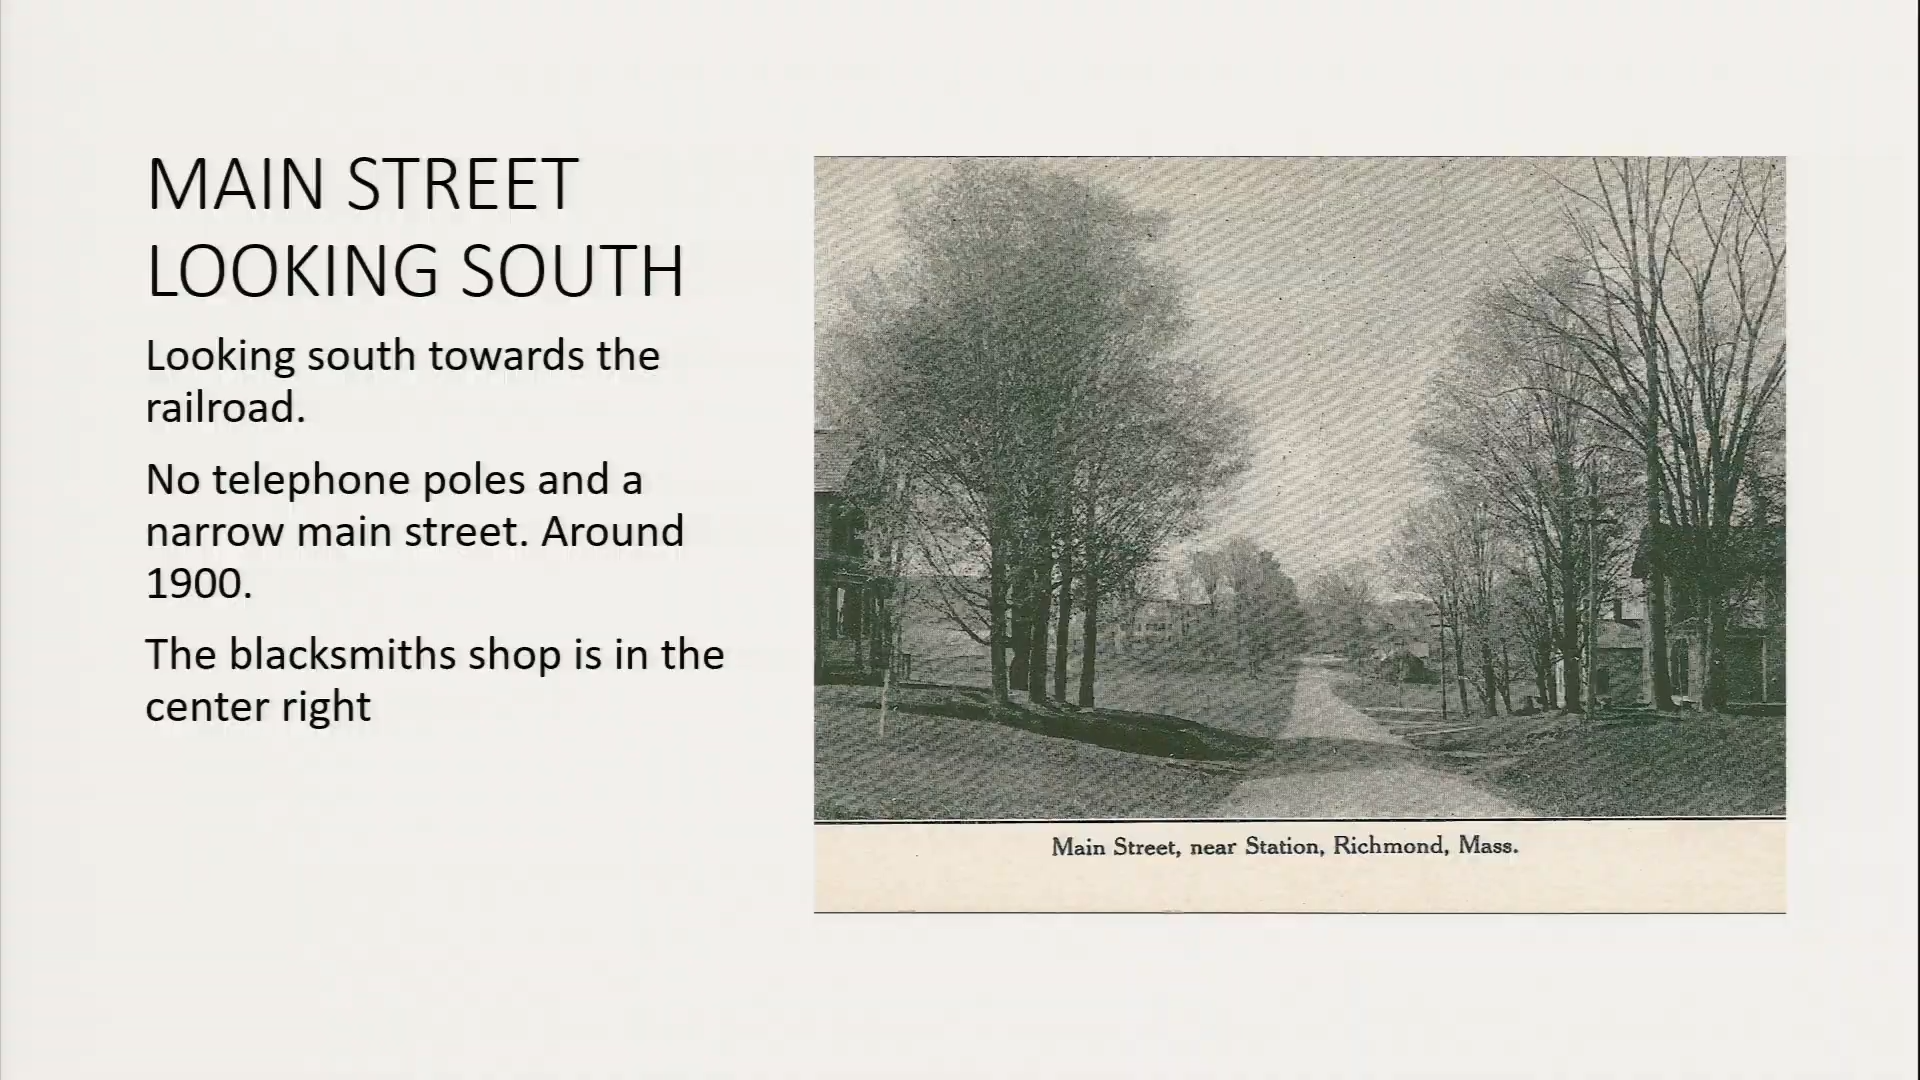 MAIN STREET
LOOKING SOUTH
Looking south towards the
railroad.
No telephone poles and a
narrow main street. Around
1900.
The blacksmiths shop is in the
center right
Main Street, near Station, Richmond, Mass.